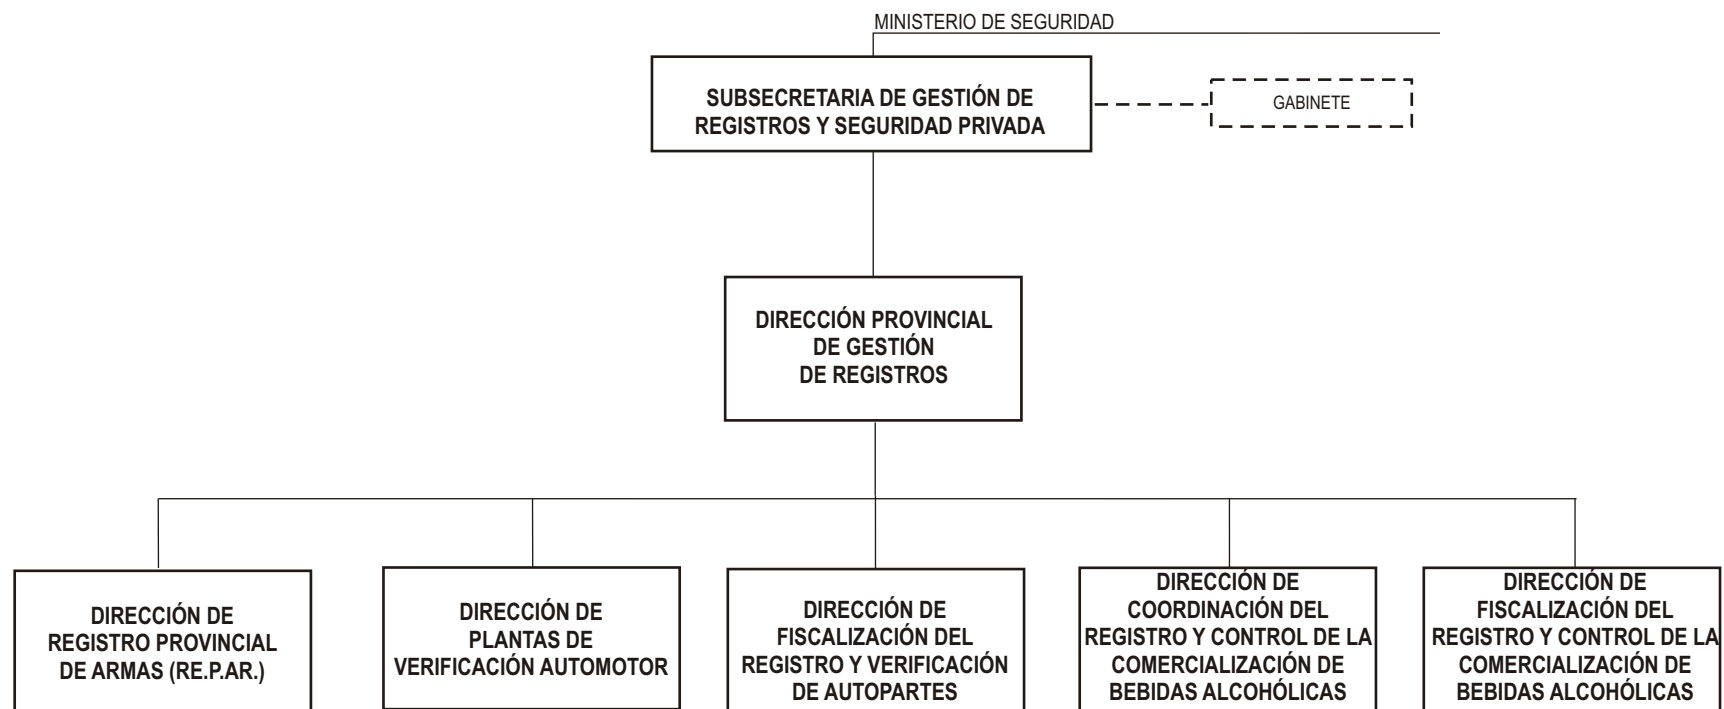 MINISTERIO DE SEGURIDAD
SUBSECRETARIA DE GESTIÓN DE
REGISTROS Y SEGURIDAD PRIVADA
GABINETE
DIRECCIÓN PROVINCIAL
DE GESTIÓN
DE REGISTROS
DIRECCIÓN DE
REGISTRO PROVINCIAL
DE ARMAS (RE.P.AR.)
DIRECCIÓN DE
PLANTAS DE
VERIFICACIÓN AUTOMOTOR
DIRECCIÓN DE
FISCALIZACIÓN DEL
REGISTRO Y VERIFICACIÓN
DE AUTOPARTES
DIRECCIÓN DE
COORDINACIÓN DEL
REGISTRO Y CONTROL DE LA
COMERCIALIZACIÓN DE
BEBIDAS ALCOHÓLICAS
DIRECCIÓN DE
FISCALIZACIÓN DEL
REGISTRO Y CONTROL DE LA
COMERCIALIZACIÓN DE
BEBIDAS ALCOHÓLICAS